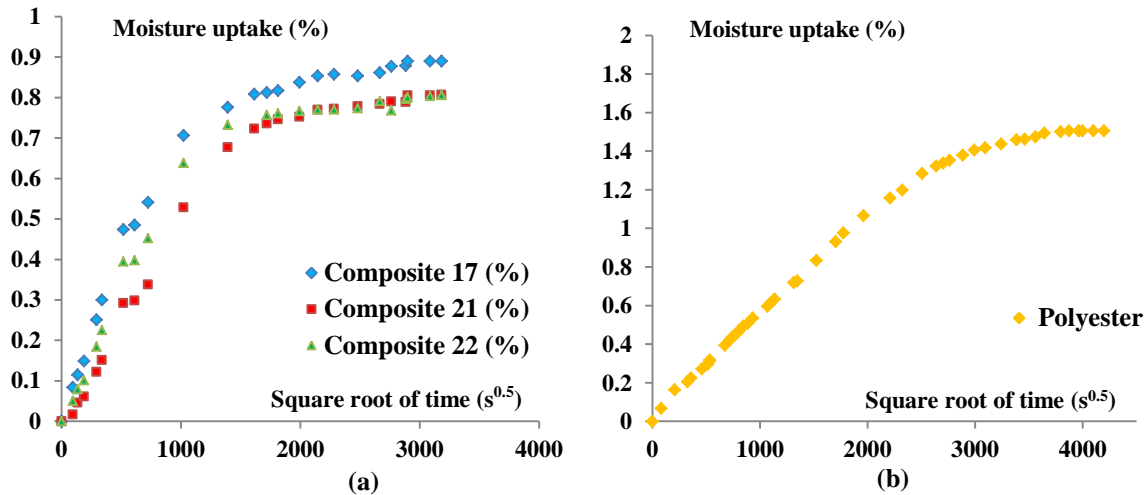 Moisture uptake (%)
1
0.9
0.8
0.7
0.6
0.5
0.4
0.3
0.2
0.1
0
Composite 17 (%)
Composite 21 (%)
Composite 22 (%)
Square root of time (s^0.5)
0 1000 2000 3000 4000
(a)
Moisture uptake (%)
2
1.8
1.6
1.4
1.2
1
0.8
0.6
0.4
0.2
0
Polyester
Square root of time (s^0.5)
0 1000 2000 3000 4000
(b)